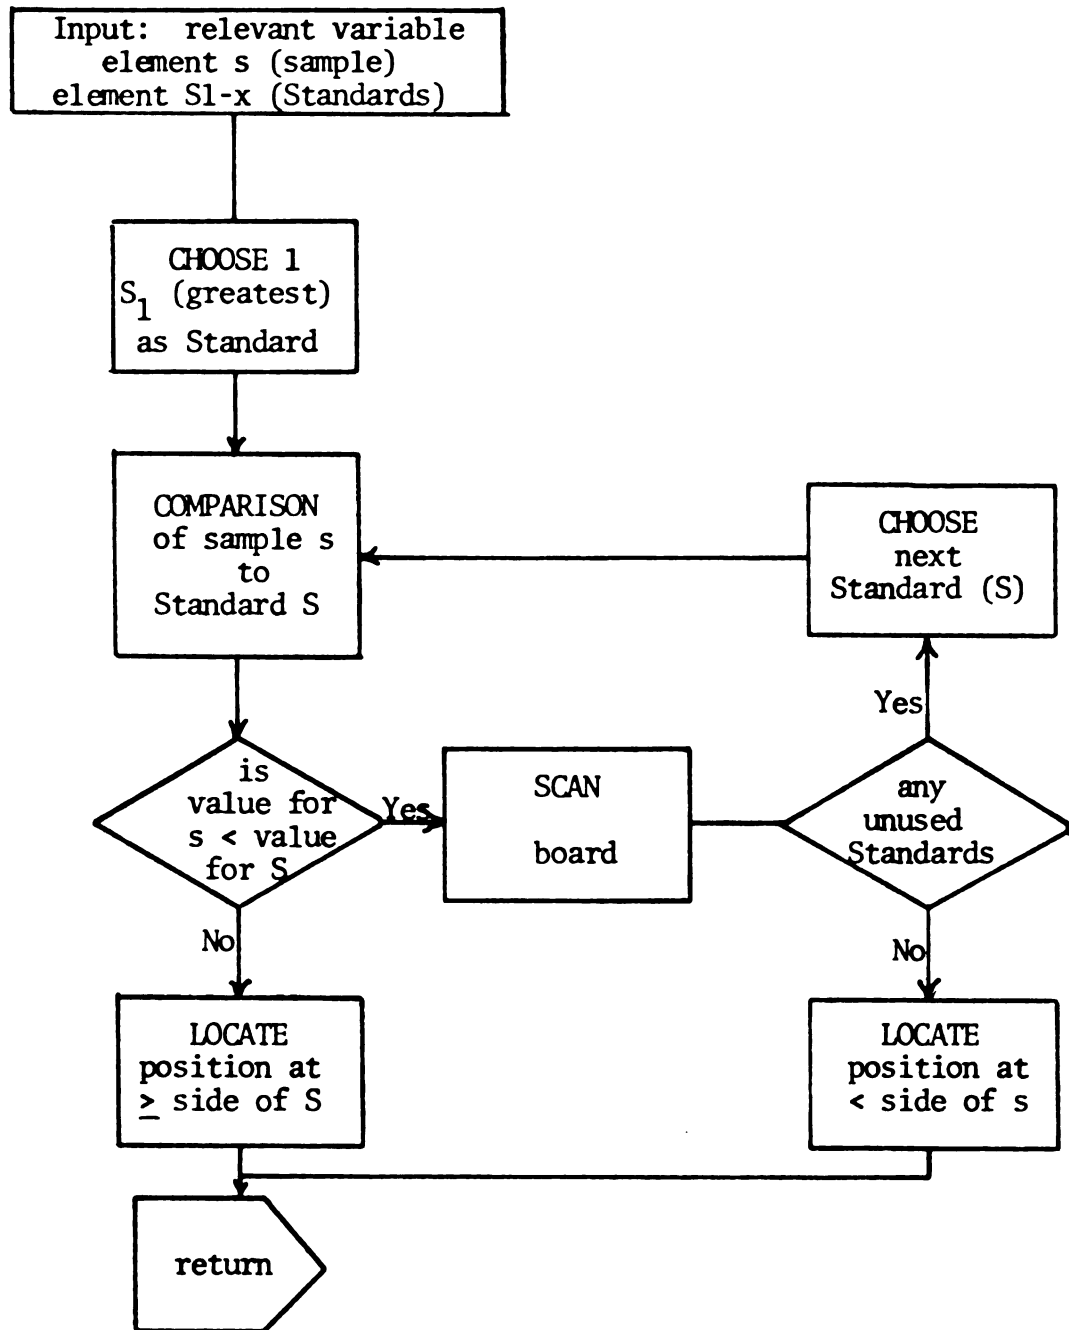 Input: relevant variable
element s (sample)
element S1-x (Standards)
CHOOSE 1
S₁ (greatest)
as Standard
COMPARISON
of sample s
to
Standard S
CHOOSE
next
Standard (S)
Yes
is
value for
s < value
for S
Yes
SCAN
board
any
unused
Standards
No
No
LOCATE
position at
≥ side of S
LOCATE
position at
< side of s
return